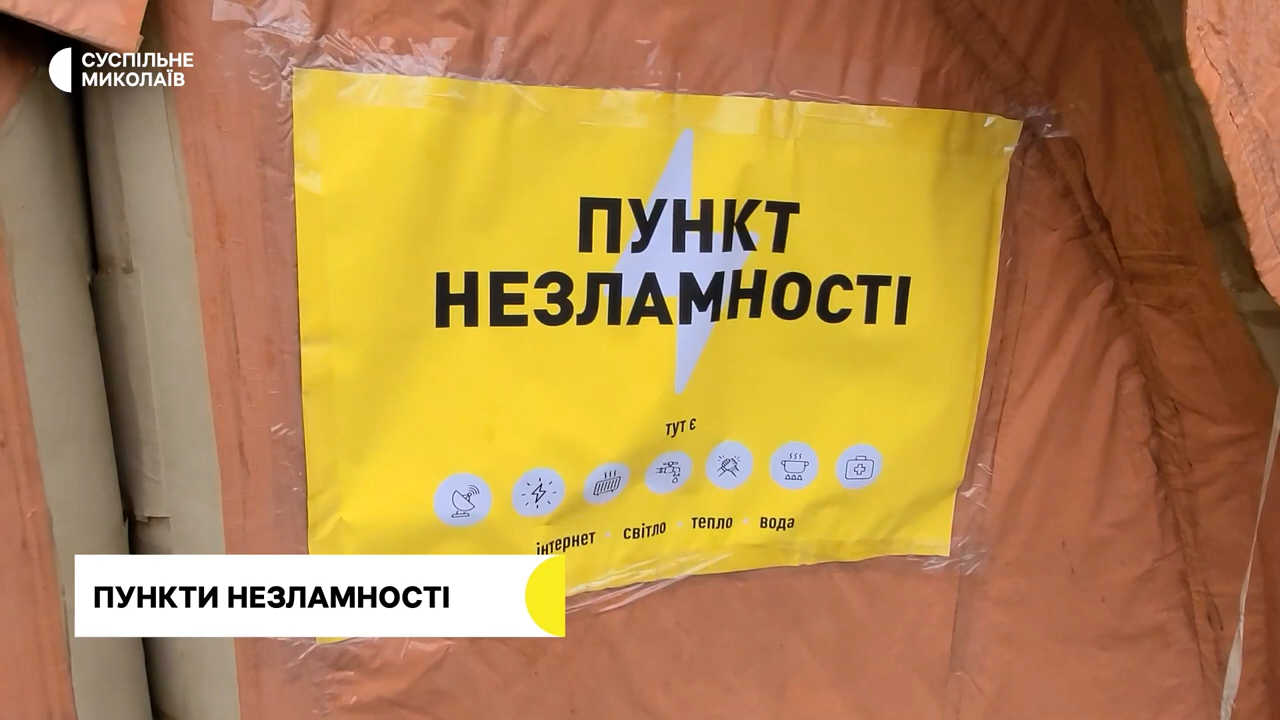 СУСПІЛЬНЕ
МИКОЛАЇВ
ПУНКТ
НЕЗЛАМНОСТІ
тут є
інтернет • світло • тепло • вода
ПУНКТИ НЕЗЛАМНОСТІ